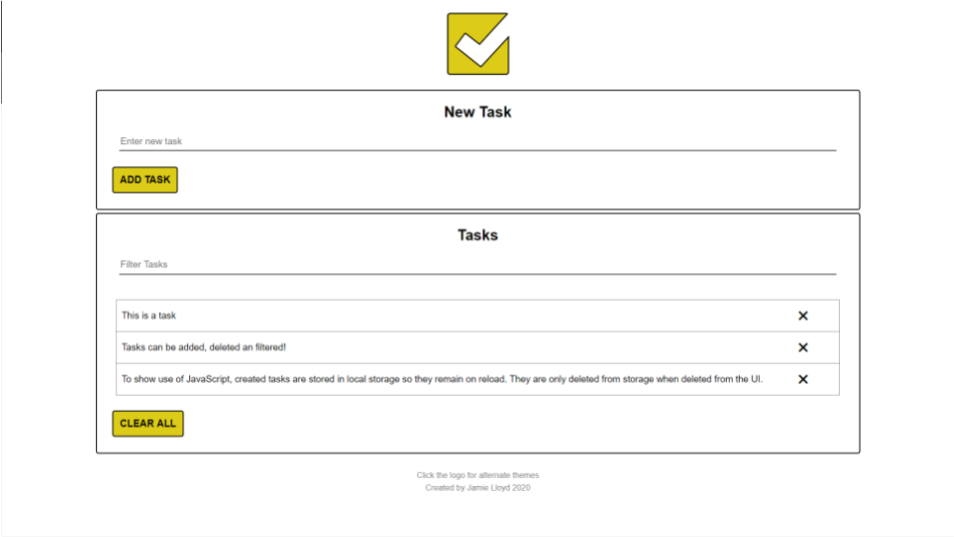 New Task
Enter new task
ADD TASK
Tasks
Filter Tasks
This is a task
Tasks can be added, deleted an filtered!
To show use of JavaScript, created tasks are stored in local storage so they remain on reload. They are only deleted from storage when deleted from the UI.
CLEAR ALL
Click the logo for alternate themes
Created by Jamie Lloyd 2020